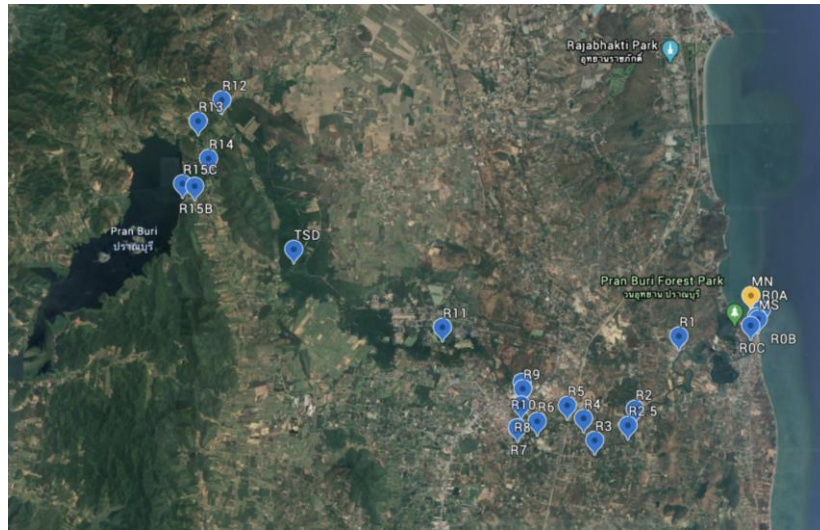 Rajabhakti Park
อุทยานราชภักดิ์
R12
R13
R14
R15C
R15B
Pran Buri
ปราณบุรี
TSD
Pran Buri Forest Park
วนอุทยาน ปราณบุรี
MN
R0A
MS
R0B
R0C
R11
R1
R9
R10
R8
R7
R6
R5
R4
R3
R2
R2.5